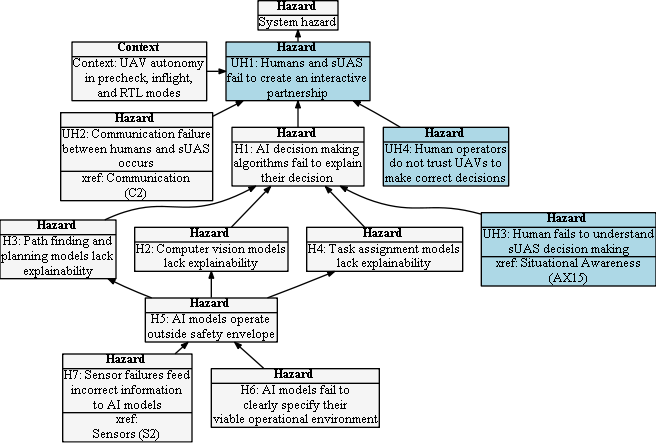 Hazard
System hazard
Context
Context: UAV autonomy
in precheck, inflight,
and RTL modes
Hazard
UH1: Humans and sUAS
fail to create an interactive
partnership
Hazard
UH2: Communication failure
between humans and sUAS
occurs
xref: Communication
(C2)
Hazard
H1: AI decision making
algorithms fail to explain
their decision
Hazard
UH4: Human operators
do not trust UAVs to
make correct decisions
Hazard
H3: Path finding and
planning models lack
explainability
Hazard
H2: Computer vision models
lack explainability
Hazard
H4: Task assignment models
lack explainability
Hazard
UH3: Human fails to understand
sUAS decision making
xref: Situational Awareness
(AX15)
Hazard
H5: AI models operate
outside safety envelope
Hazard
H7: Sensor failures feed
incorrect information
to AI models
xref:
Sensors (S2)
Hazard
H6: AI models fail to
clearly specify their
viable operational environment